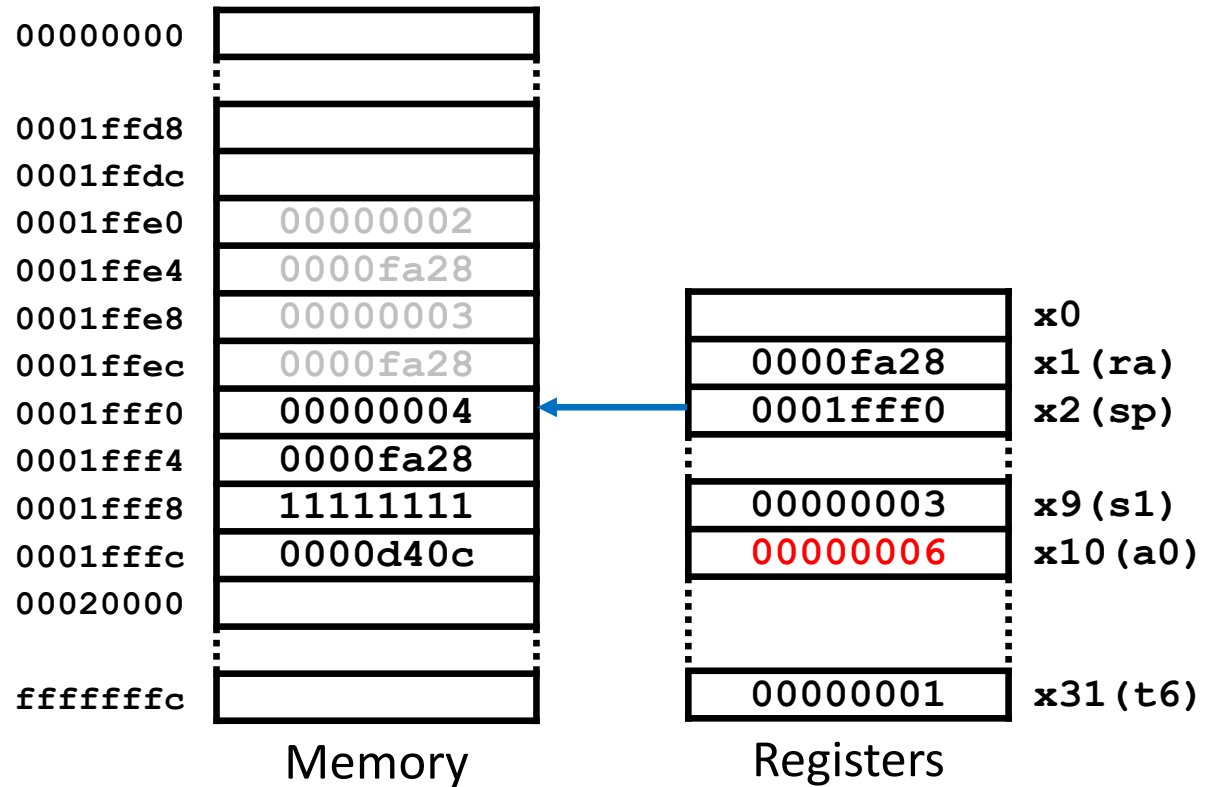 00000000
0001ffd8
0001ffdc
0001ffe0 00000002
0001ffe4 0000fa28
0001ffe8 00000003
0001ffec 0000fa28
0001fff0 00000004
0001fff4 0000fa28
0001fff8 11111111
0001fffc 0000d40c
00020000
fffffffc
Memory
x0
0000fa28 x1(ra)
0001fff0 x2(sp)
00000003 x9(s1)
00000006 x10(a0)
00000001 x31(t6)
Registers